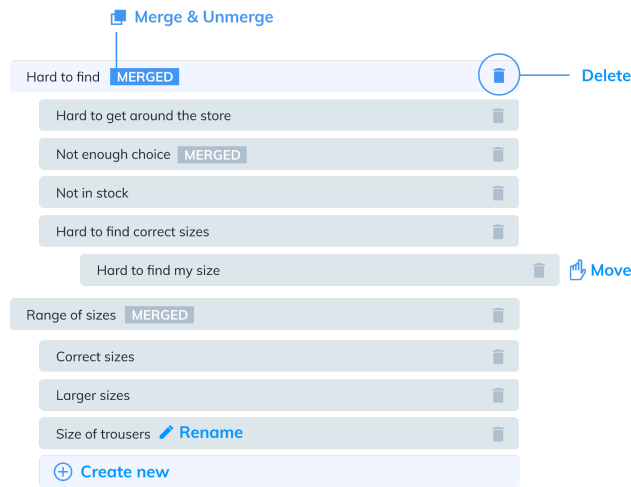 Merge & Unmerge
Hard to find MERGED
Delete
Hard to get around the store
Not enough choice MERGED
Not in stock
Hard to find correct sizes
Hard to find my size
Move
Range of sizes MERGED
Correct sizes
Larger sizes
Size of trousers Rename
Create new